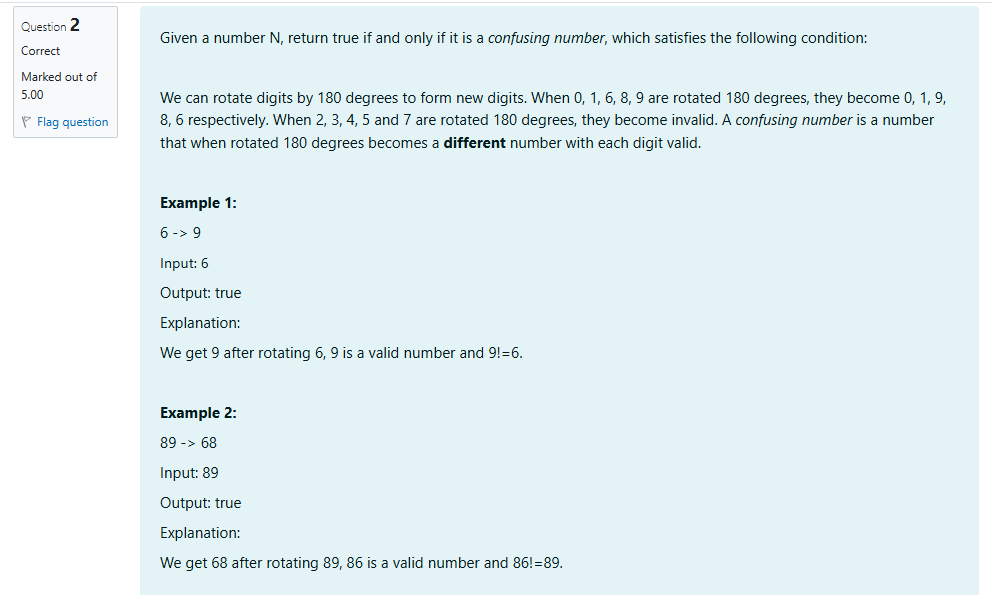 Question 2
Correct
Marked out of
5.00
Flag question
Given a number N, return true if and only if it is a confusing number, which satisfies the following condition:
We can rotate digits by 180 degrees to form new digits. When 0, 1, 6, 8, 9 are rotated 180 degrees, they become 0, 1, 9,
8, 6 respectively. When 2, 3, 4, 5 and 7 are rotated 180 degrees, they become invalid. A confusing number is a number
that when rotated 180 degrees becomes a different number with each digit valid.
Example 1:
6 -> 9
Input: 6
Output: true
Explanation:
We get 9 after rotating 6, 9 is a valid number and 9!=6.
Example 2:
89 -> 68
Input: 89
Output: true
Explanation:
We get 68 after rotating 89, 86 is a valid number and 86!=89.